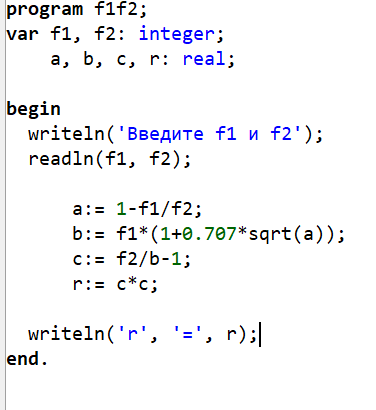 program f1f2;
var f1, f2: integer;
    a, b, c, r: real;
begin
  writeln('Введите f1 и f2');
  readln(f1, f2);
      a:= 1-f1/f2;
      b:= f1*(1+0.707*sqrt(a));
      c:= f2/b-1;
      r:= c*c;
  writeln('r', '=', r);
end.